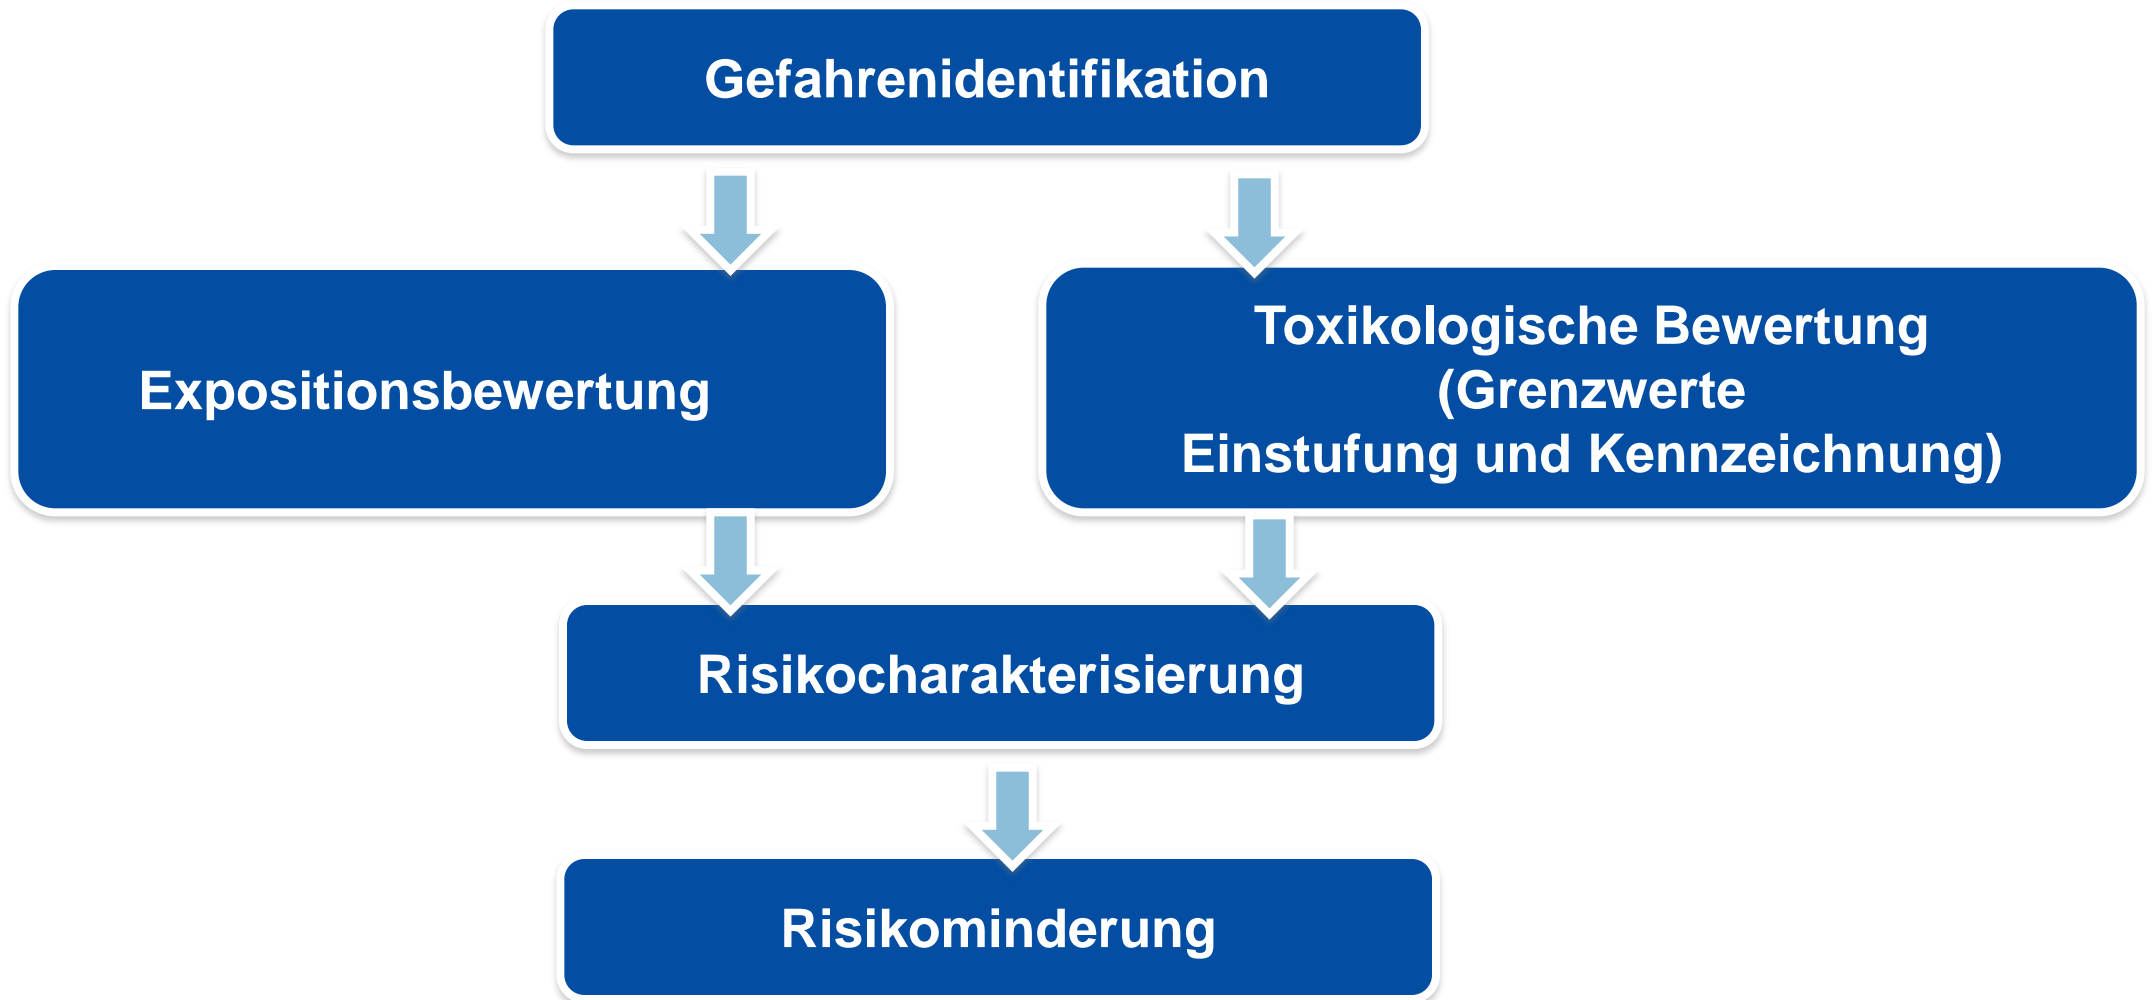 Gefahrenidentifikation
Expositionsbewertung
Toxikologische Bewertung
(Grenzwerte
Einstufung und Kennzeichnung)
Risikocharakterisierung
Risikominderung